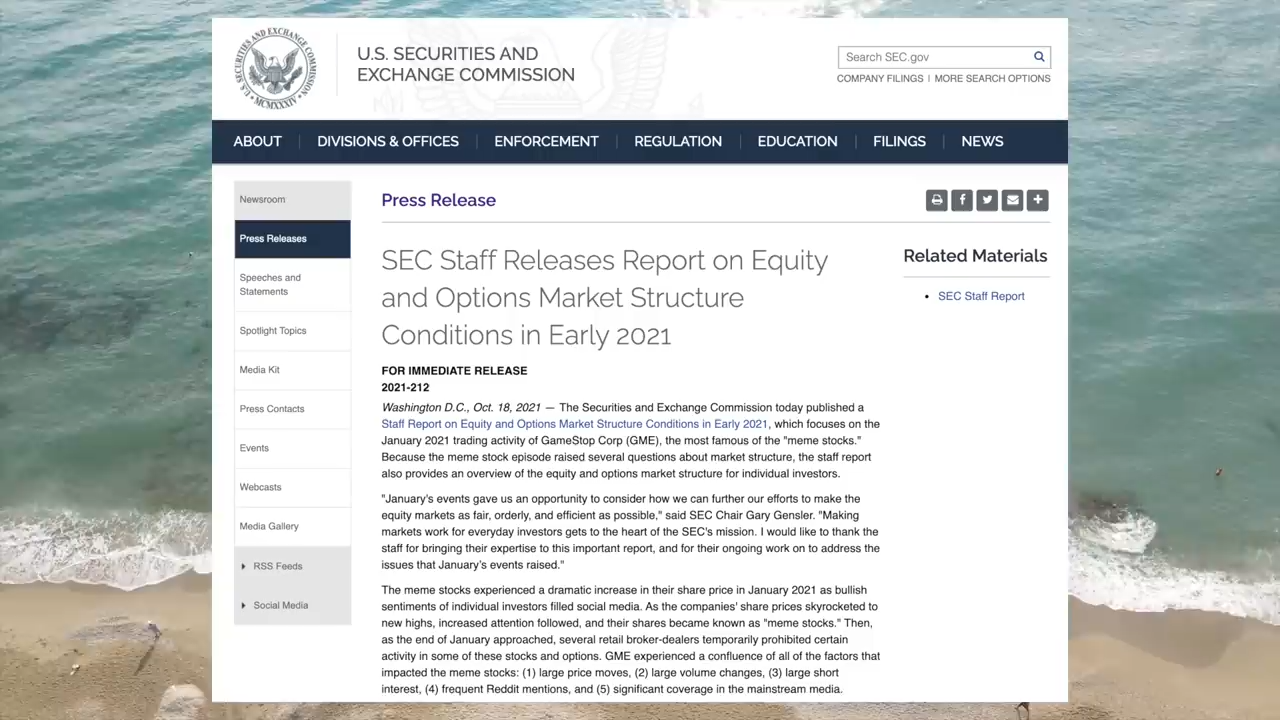 U.S. SECURITIES AND EXCHANGE COMMISSION
MCMXXXIV
U.S. SECURITIES AND
EXCHANGE COMMISSION
Search SEC.gov
COMPANY FILINGS | MORE SEARCH OPTIONS
ABOUT | DIVISIONS & OFFICES | ENFORCEMENT | REGULATION | EDUCATION | FILINGS | NEWS
Newsroom
Press Releases
Speeches and
Statements
Spotlight Topics
Media Kit
Press Contacts
Events
Webcasts
Media Gallery
RSS Feeds
Social Media
Press Release
SEC Staff Releases Report on Equity
and Options Market Structure
Conditions in Early 2021
FOR IMMEDIATE RELEASE
2021-212
Washington D.C., Oct. 18, 2021 — The Securities and Exchange Commission today published a
Staff Report on Equity and Options Market Structure Conditions in Early 2021, which focuses on the
January 2021 trading activity of GameStop Corp (GME), the most famous of the "meme stocks."
Because the meme stock episode raised several questions about market structure, the staff report
also provides an overview of the equity and options market structure for individual investors.
"January's events gave us an opportunity to consider how we can further our efforts to make the
equity markets as fair, orderly, and efficient as possible," said SEC Chair Gary Gensler. "Making
markets work for everyday investors gets to the heart of the SEC's mission. I would like to thank the
staff for bringing their expertise to this important report, and for their ongoing work on to address the
issues that January's events raised."
The meme stocks experienced a dramatic increase in their share price in January 2021 as bullish
sentiments of individual investors filled social media. As the companies' share prices skyrocketed to
new highs, increased attention followed, and their shares became known as "meme stocks." Then,
as the end of January approached, several retail broker-dealers temporarily prohibited certain
activity in some of these stocks and options. GME experienced a confluence of all of the factors that
impacted the meme stocks: (1) large price moves, (2) large volume changes, (3) large short
interest, (4) frequent Reddit mentions, and (5) significant coverage in the mainstream media.
Related Materials
• SEC Staff Report